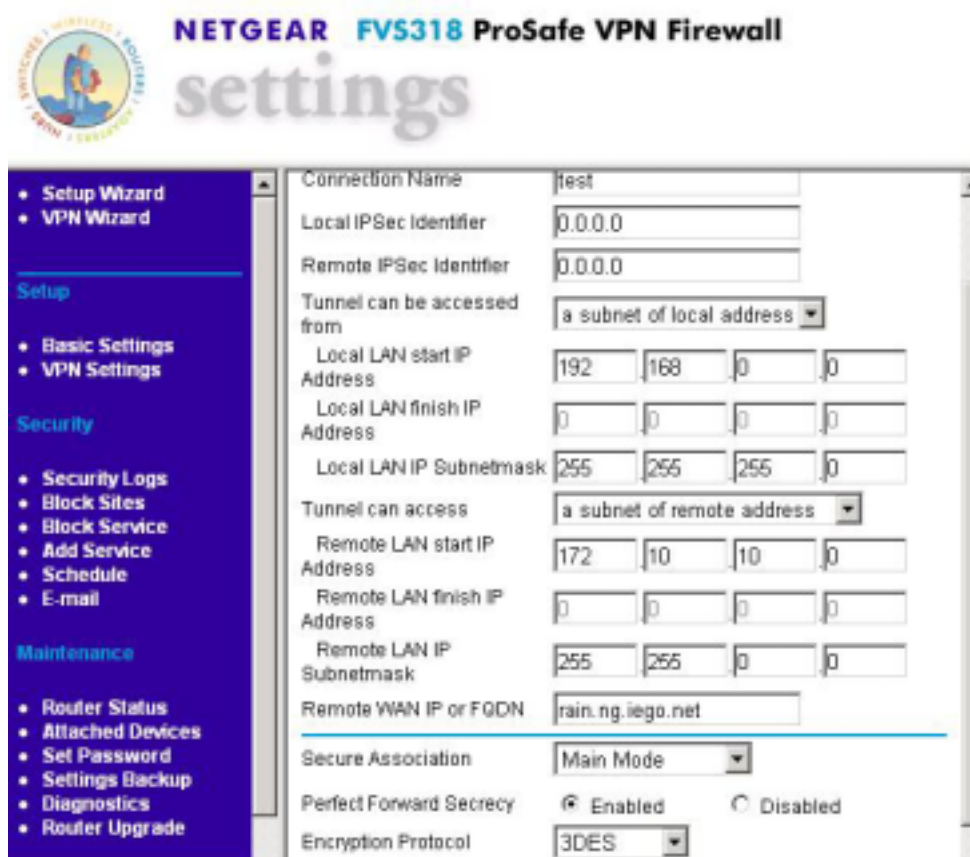 NETGEAR FVS318 ProSafe VPN Firewall
settings
SWITCHES / WIRELESS / ROUTERS / ADAPTERS / HUBS /
• Setup Wizard
• VPN Wizard
Setup
• Basic Settings
• VPN Settings
Security
• Security Logs
• Block Sites
• Block Service
• Add Service
• Schedule
• E-mail
Maintenance
• Router Status
• Attached Devices
• Set Password
• Settings Backup
• Diagnostics
• Router Upgrade
Connection Name test
Local IPSec Identifier 0.0.0.0
Remote IPSec Identifier 0.0.0.0
Tunnel can be accessed
from a subnet of local address
Local LAN start IP
Address 192 .168 .0 .0
Local LAN finish IP
Address 0 .0 .0 .0
Local LAN IP Subnetmask 255 .255 .255 .0
Tunnel can access a subnet of remote address
Remote LAN start IP
Address 172 .10 .10 .0
Remote LAN finish IP
Address 0 .0 .0 .0
Remote LAN IP
Subnetmask 255 .255 .0 .0
Remote WAN IP or FQDN rain.ng.iego.net
Secure Association Main Mode
Perfect Forward Secrecy Enabled Disabled
Encryption Protocol 3DES